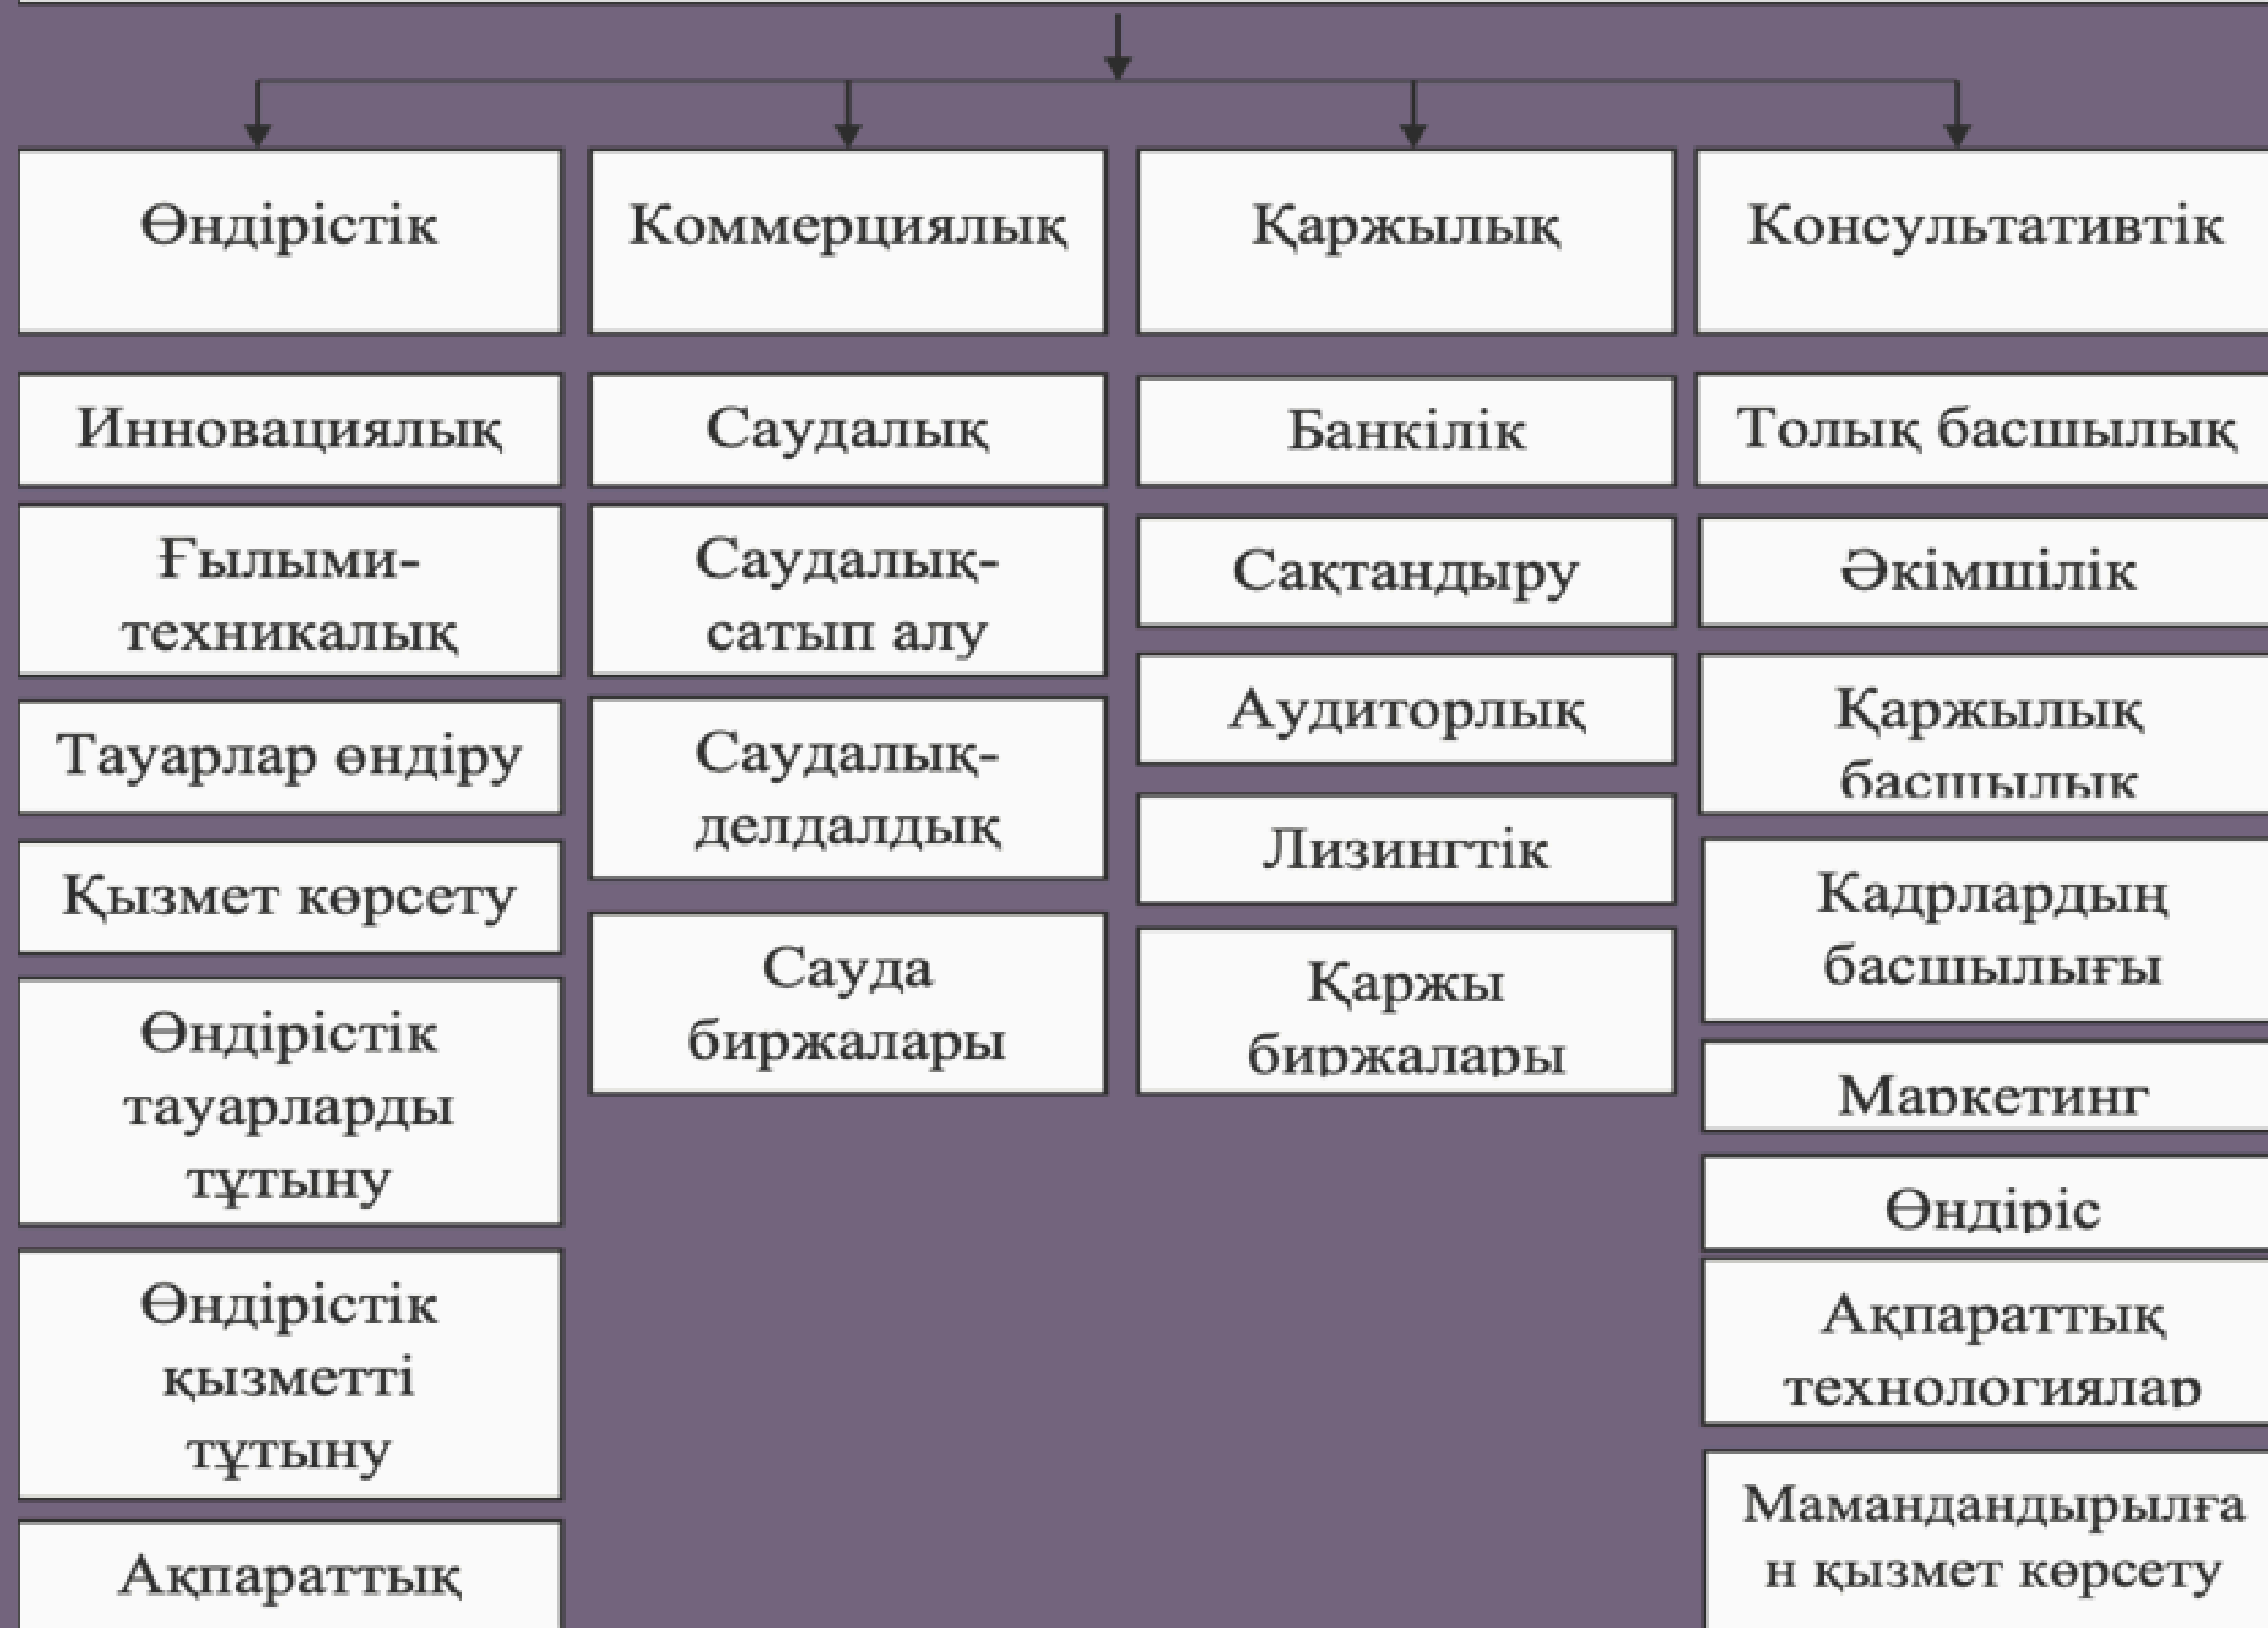 Өндірістік
Коммерциялық
Қаржылық
Консультативтік
Инновациялық
Ғылыми-
техникалық
Тауарлар өндіру
Қызмет көрсету
Өндірістік
тауарларды
тұтыну
Өндірістік
қызметті
тұтыну
Ақпараттық
Саудалық
Саудалық-
сатып алу
Саудалық-
делдалдық
Сауда
биржалары
Банкілік
Сақтандыру
Аудиторлық
Лизингтік
Қаржы
биржалары
Толық басшылық
Әкімшілік
Қаржылық
басшылық
Кадрлардың
басшылығы
Маркетинг
Өндіріс
Ақпараттық
технологиялар
Мамандандырылға
н қызмет көрсету